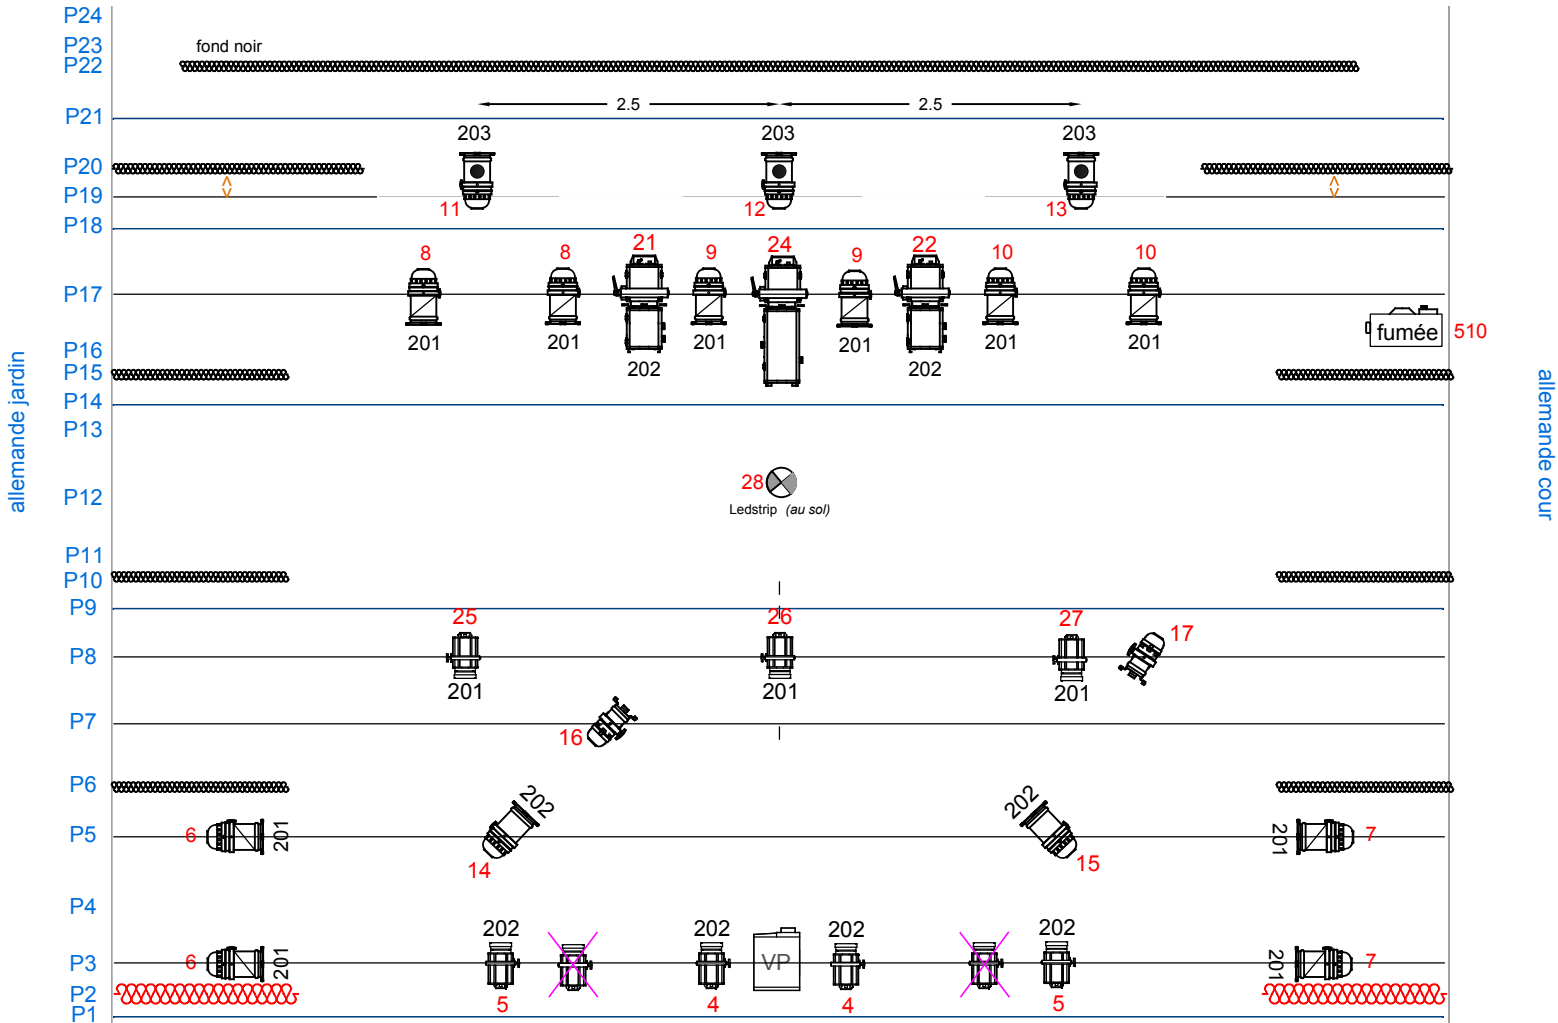 P24
P23
fond noir
P22
2.5 2.5
P21
203 203 203
P20
P19
11 12 13
P18
8 8 21 9 24 9 22 10 10
P17
fumée 510
201 201 201 201 201 201
P16
202 202
P15
P14
P13
allemande jardin
allemande cour
28
P12
Ledstrip (au sol)
P11
P10
P9
25 26 27 17
P8
201 201 201
P7
16
P6
202 202
6 201 201 7
P5
14 15
P4
202 202 202 202
6 201 VP 201 7
P3
P2
5 4 4 5
P1